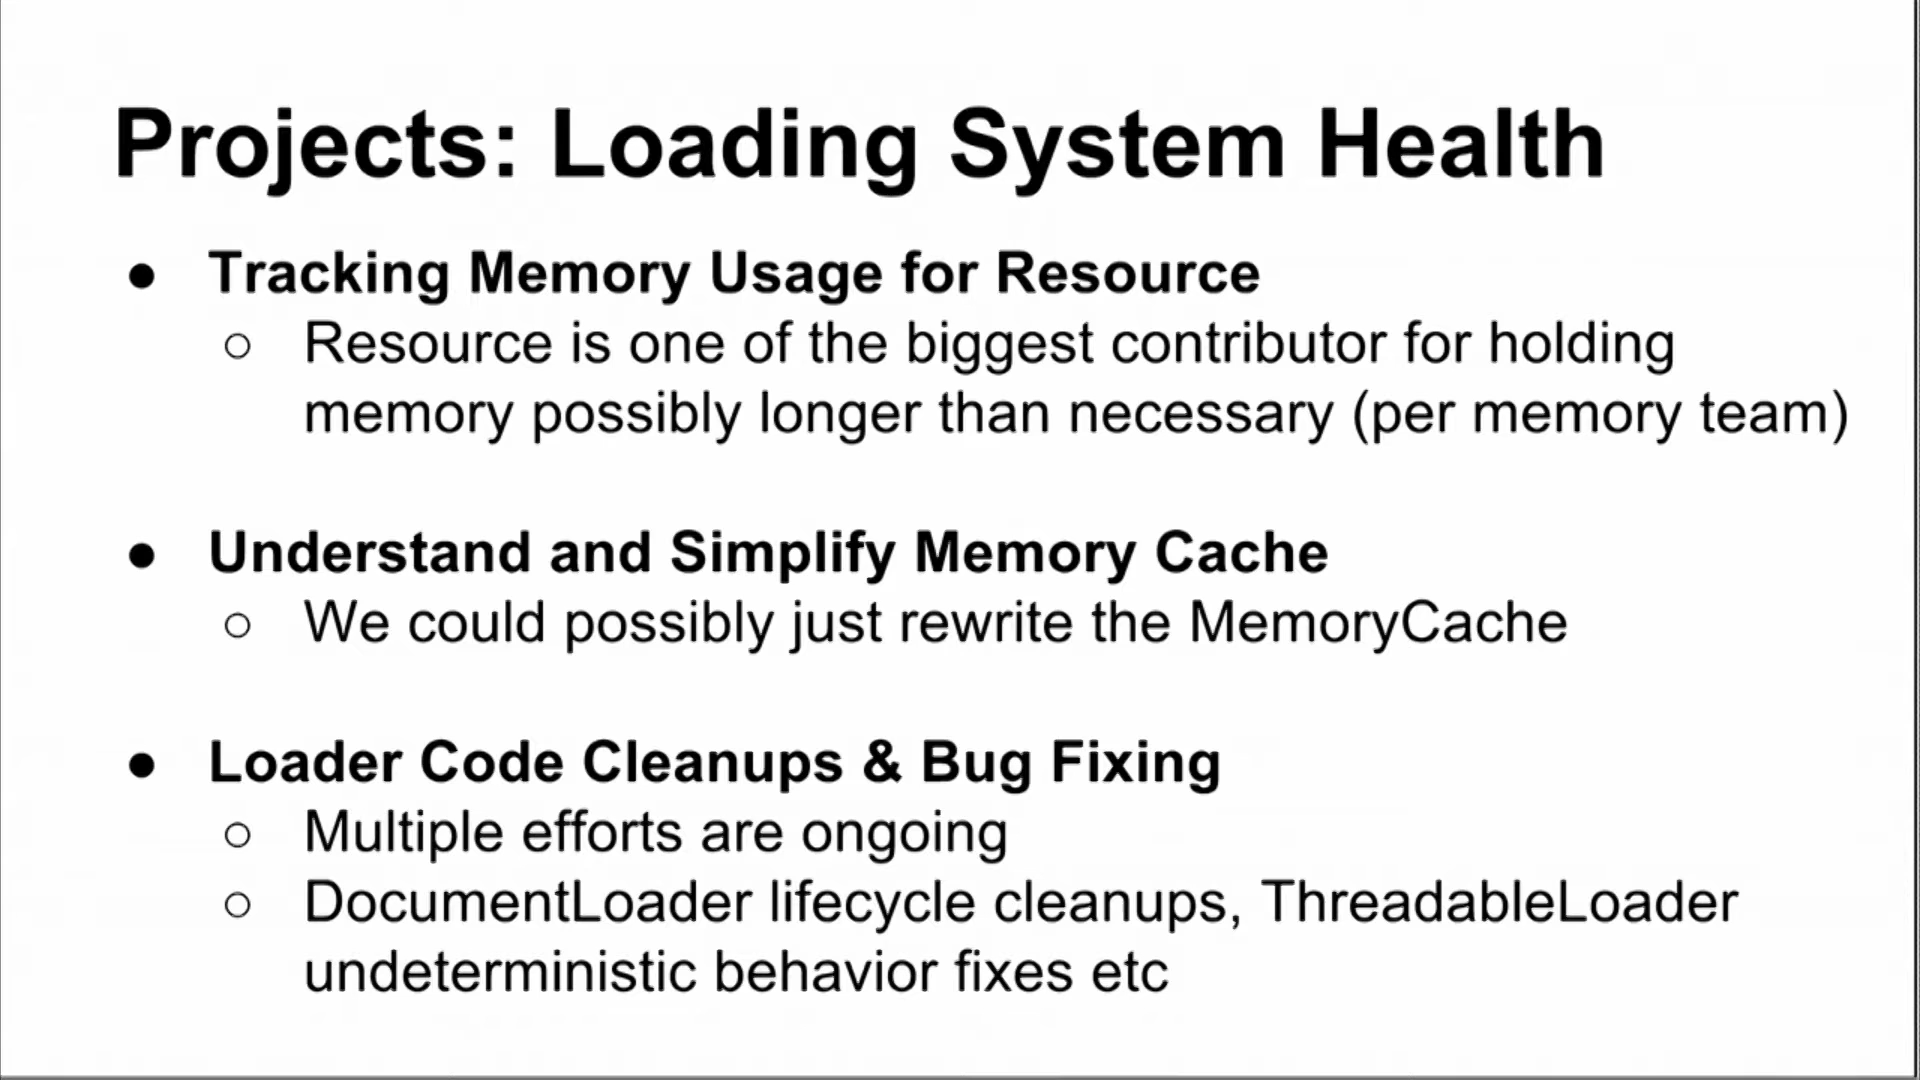 Projects: Loading System Health
● Tracking Memory Usage for Resource
○ Resource is one of the biggest contributor for holding
memory possibly longer than necessary (per memory team)
● Understand and Simplify Memory Cache
○ We could possibly just rewrite the MemoryCache
● Loader Code Cleanups & Bug Fixing
○ Multiple efforts are ongoing
○ DocumentLoader lifecycle cleanups, ThreadableLoader
undeterministic behavior fixes etc